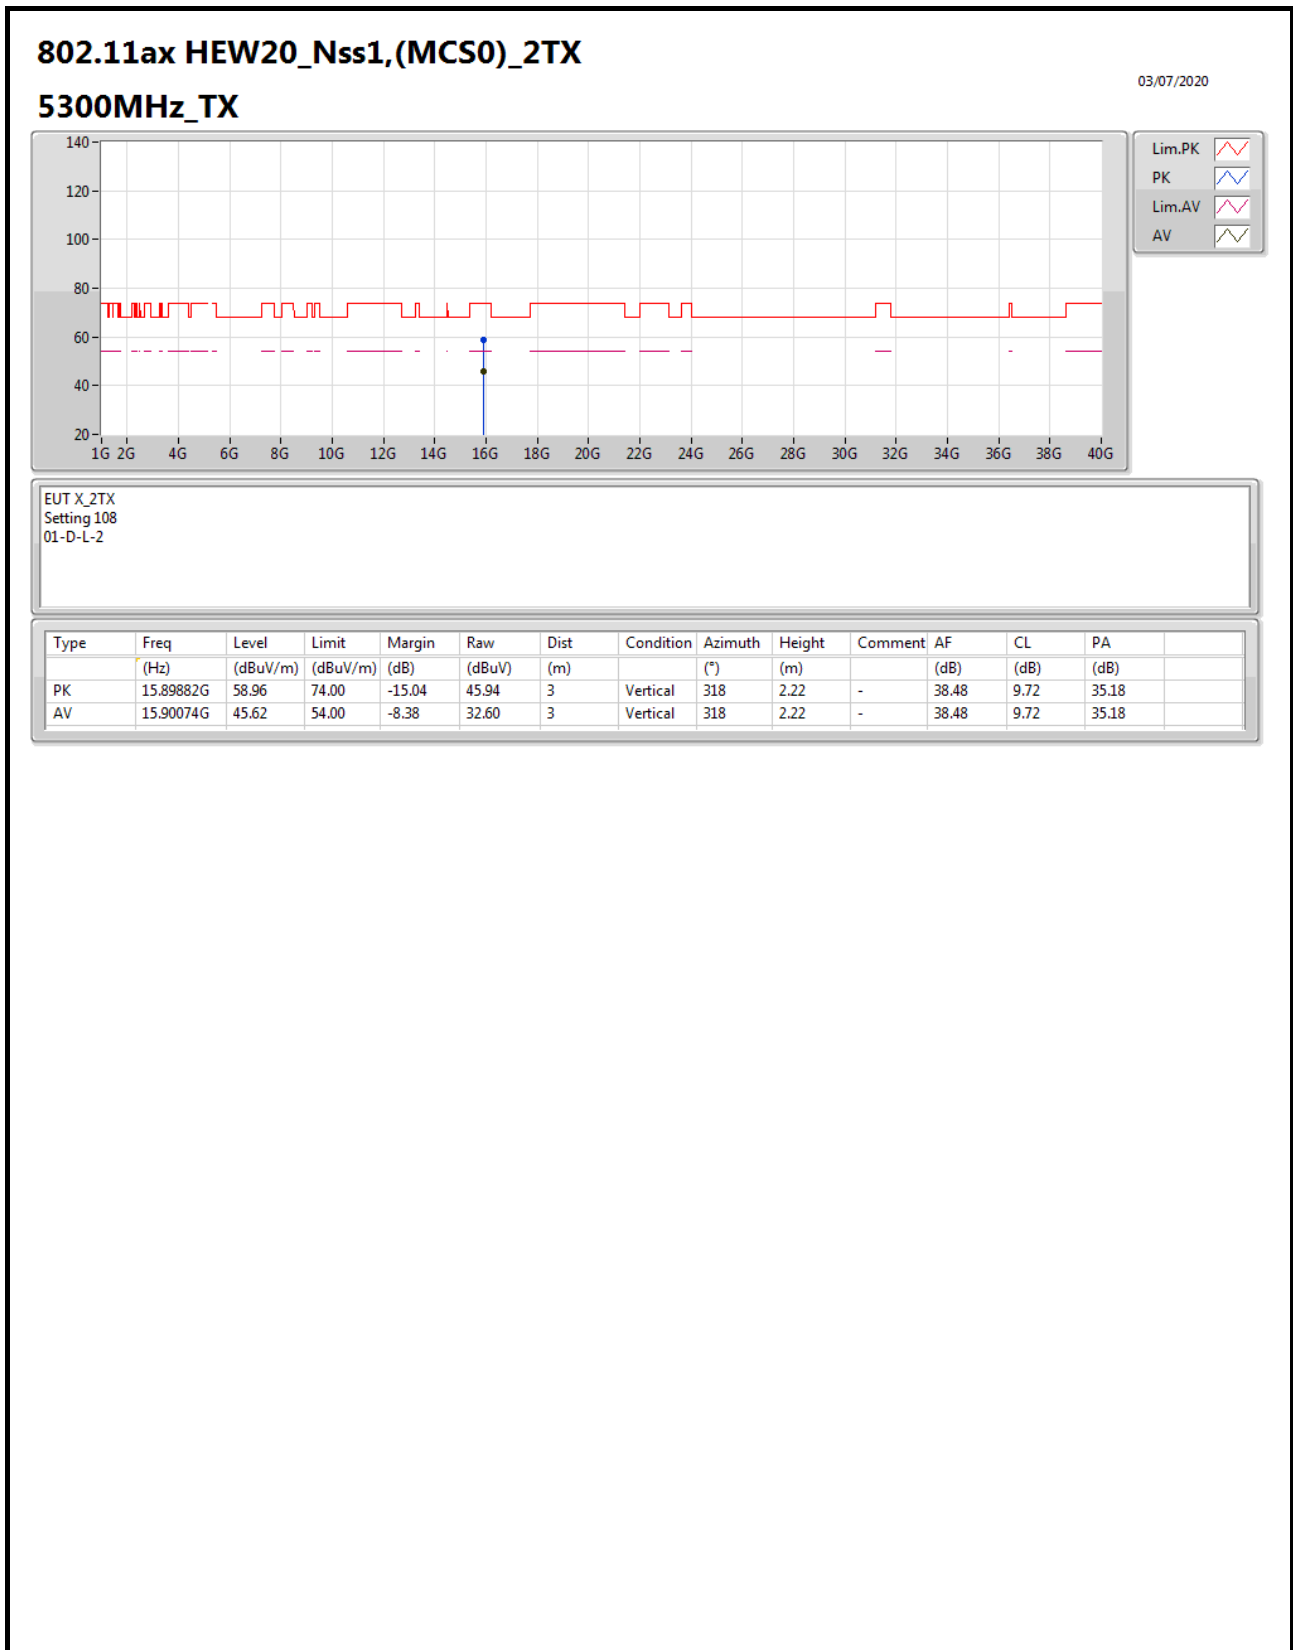 802.11ax HEW20_Nss1,(MCS0)_2TX
03/07/2020
5300MHz_TX
140
120
100
80
60
40
20
1G 2G 4G 6G 8G 10G 12G 14G 16G 18G 20G 22G 24G 26G 28G 30G 32G 34G 36G 38G 40G
Lim.PK
PK
Lim.AV
AV
EUT X_2TX
Setting 108
01-D-L-2
Type Freq Level Limit Margin Raw Dist Condition Azimuth Height Comment AF CL PA
(Hz) (dBuV/m) (dBuV/m) (dB) (dBuV) (m) (°) (m) (dB) (dB) (dB)
PK 15.89882G 58.96 74.00 -15.04 45.94 3 Vertical 318 2.22 - 38.48 9.72 35.18
AV 15.90074G 45.62 54.00 -8.38 32.60 3 Vertical 318 2.22 - 38.48 9.72 35.18